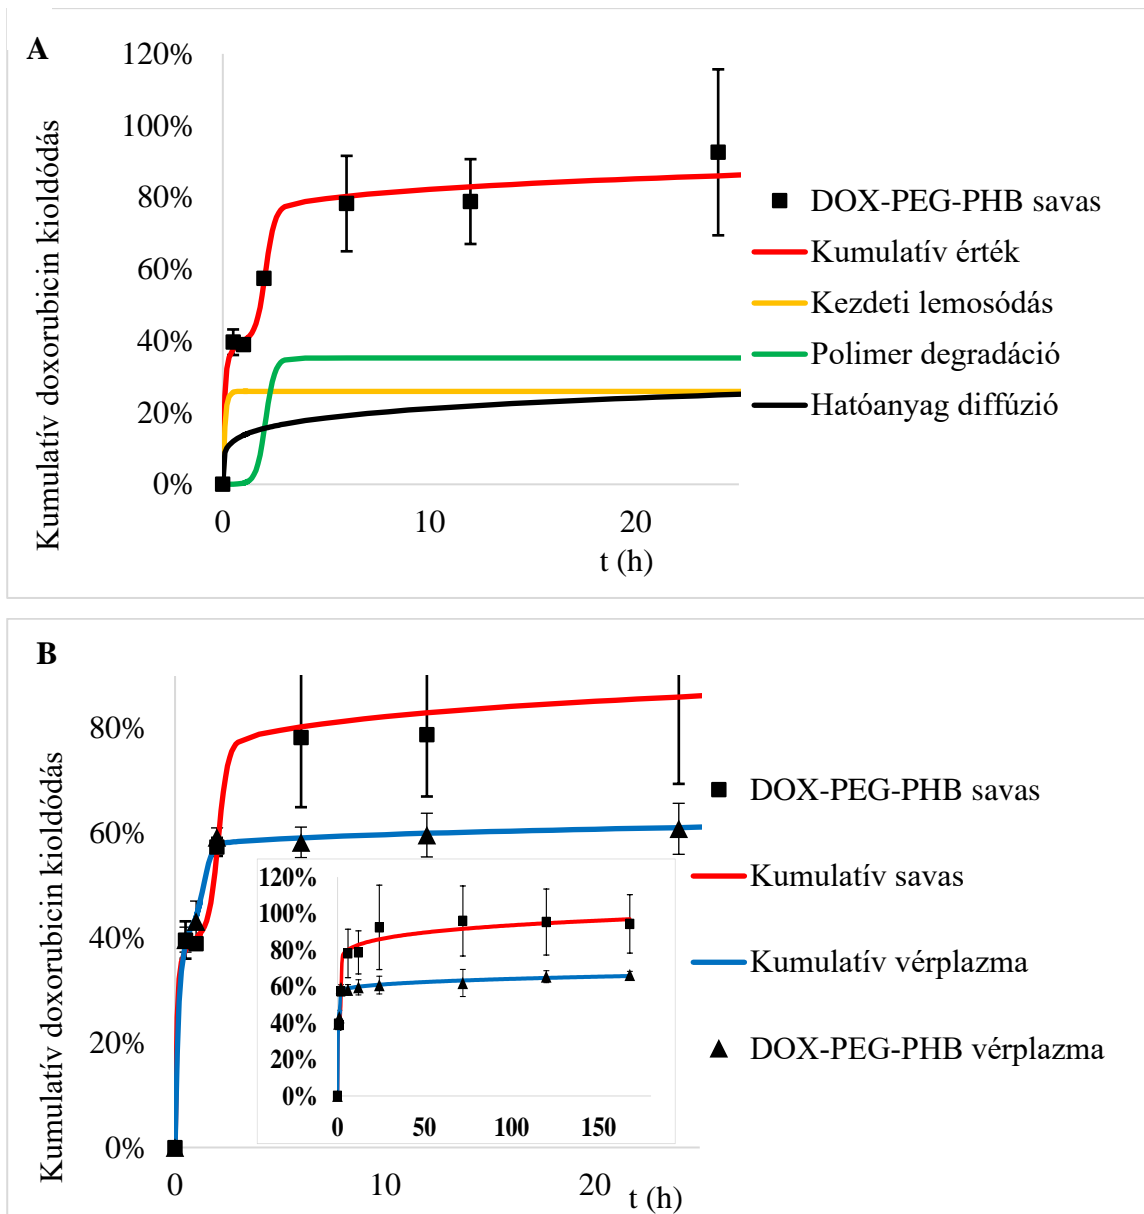 A
Kumulatív doxorubicin kioldódás
120%
100%
80%
60%
40%
20%
0%
0
10
20
t (h)
DOX-PEG-PHB savas
Kumulatív érték
Kezdeti lemosódás
Polimer degradáció
Hatóanyag diffúzió
B
Kumulatív doxorubicin kioldódás
80%
60%
40%
20%
0%
0
10
20
t (h)
120%
100%
80%
60%
40%
20%
0%
0
50
100
150
DOX-PEG-PHB savas
Kumulatív savas
Kumulatív vérplazma
DOX-PEG-PHB vérplazma